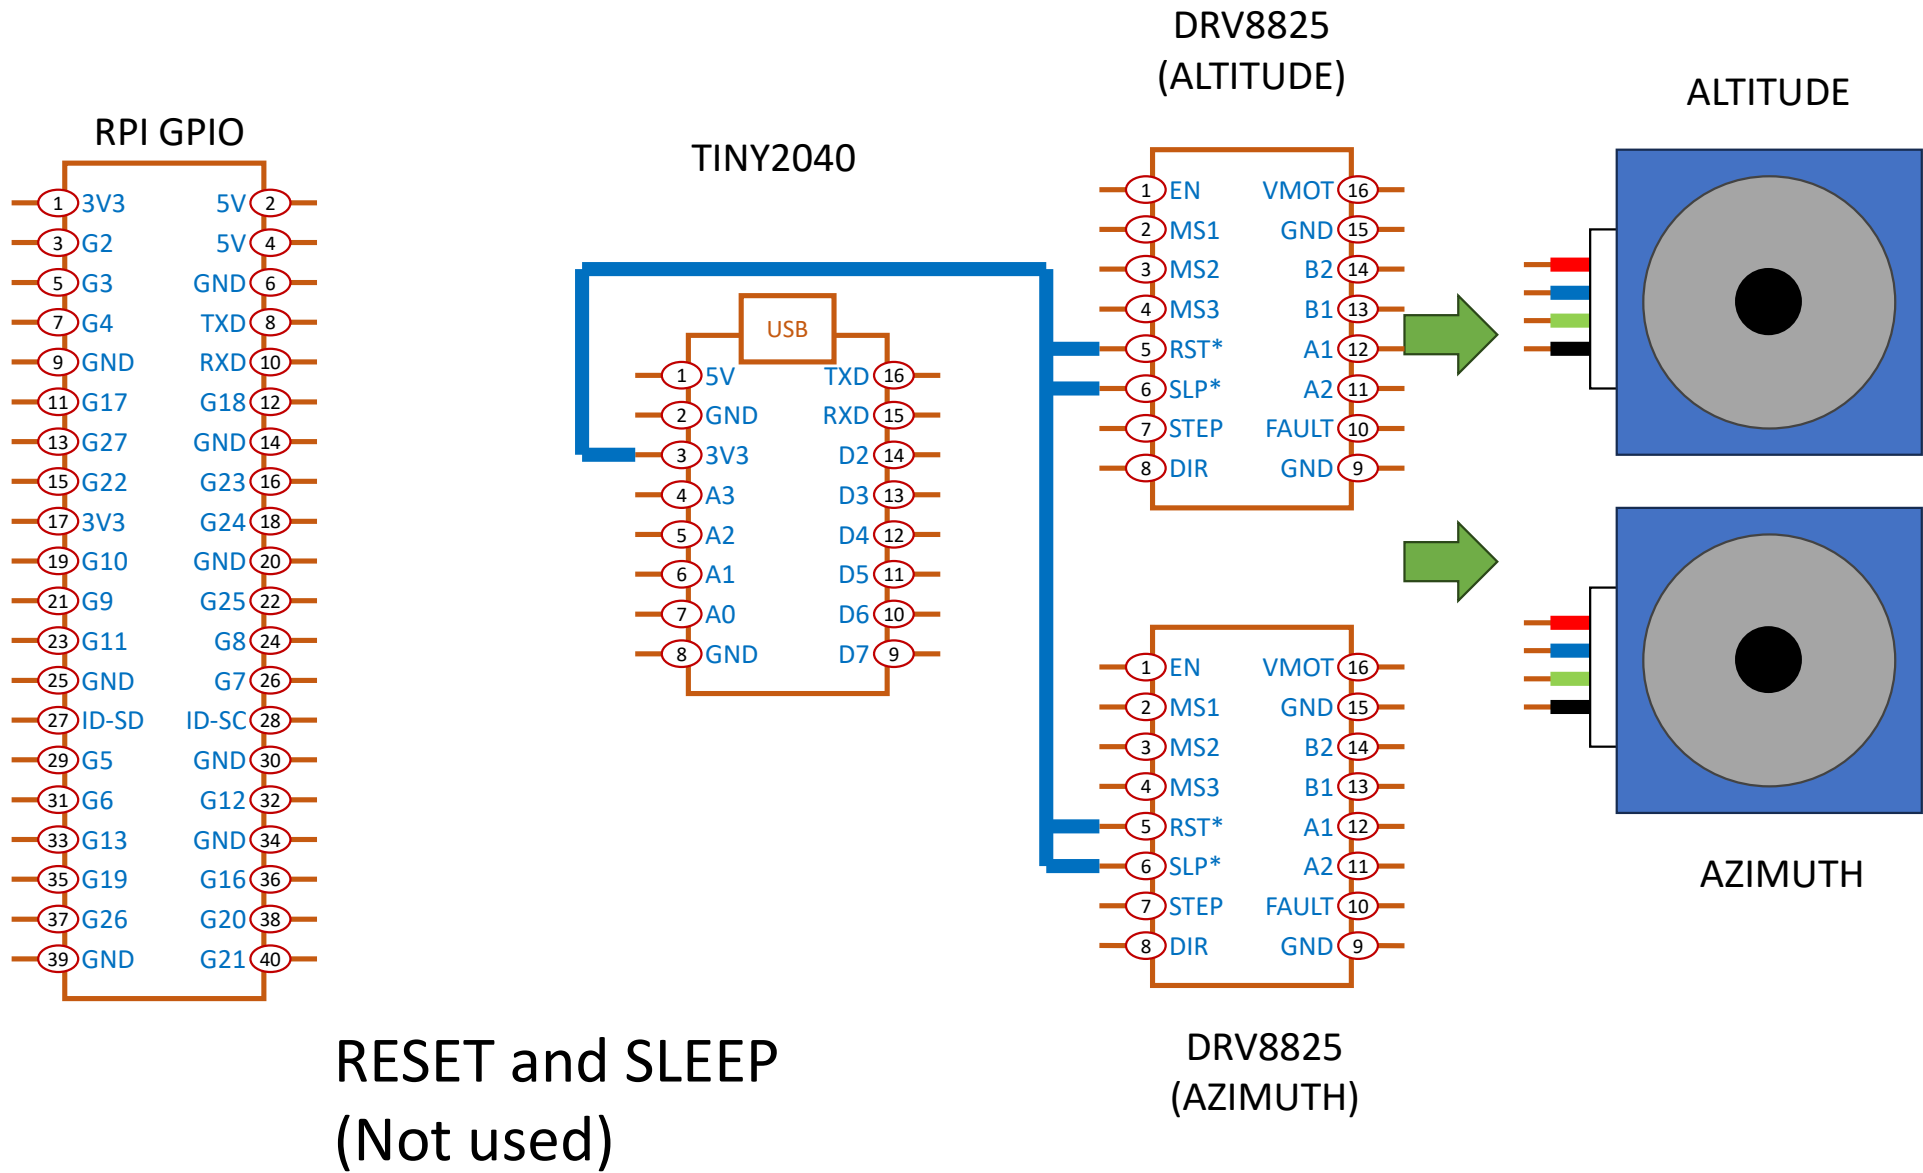 DRV8825
(ALTITUDE)
ALTITUDE
RPI GPIO
TINY2040
1 3V3 5V 2
3 G2 5V 4
5 G3 GND 6
7 G4 TXD 8
9 GND RXD 10
11 G17 G18 12
13 G27 GND 14
15 G22 G23 16
17 3V3 G24 18
19 G10 GND 20
21 G9 G25 22
23 G11 G8 24
25 GND G7 26
27 ID-SD ID-SC 28
29 G5 GND 30
31 G6 G12 32
33 G13 GND 34
35 G19 G16 36
37 G26 G20 38
39 GND G21 40
USB
1 5V TXD 16
2 GND RXD 15
3 3V3 D2 14
4 A3 D3 13
5 A2 D4 12
6 A1 D5 11
7 A0 D6 10
8 GND D7 9
1 EN VMOT 16
2 MS1 GND 15
3 MS2 B2 14
4 MS3 B1 13
5 RST* A1 12
6 SLP* A2 11
7 STEP FAULT 10
8 DIR GND 9
1 EN VMOT 16
2 MS1 GND 15
3 MS2 B2 14
4 MS3 B1 13
5 RST* A1 12
6 SLP* A2 11
7 STEP FAULT 10
8 DIR GND 9
AZIMUTH
DRV8825
(AZIMUTH)
RESET and SLEEP
(Not used)